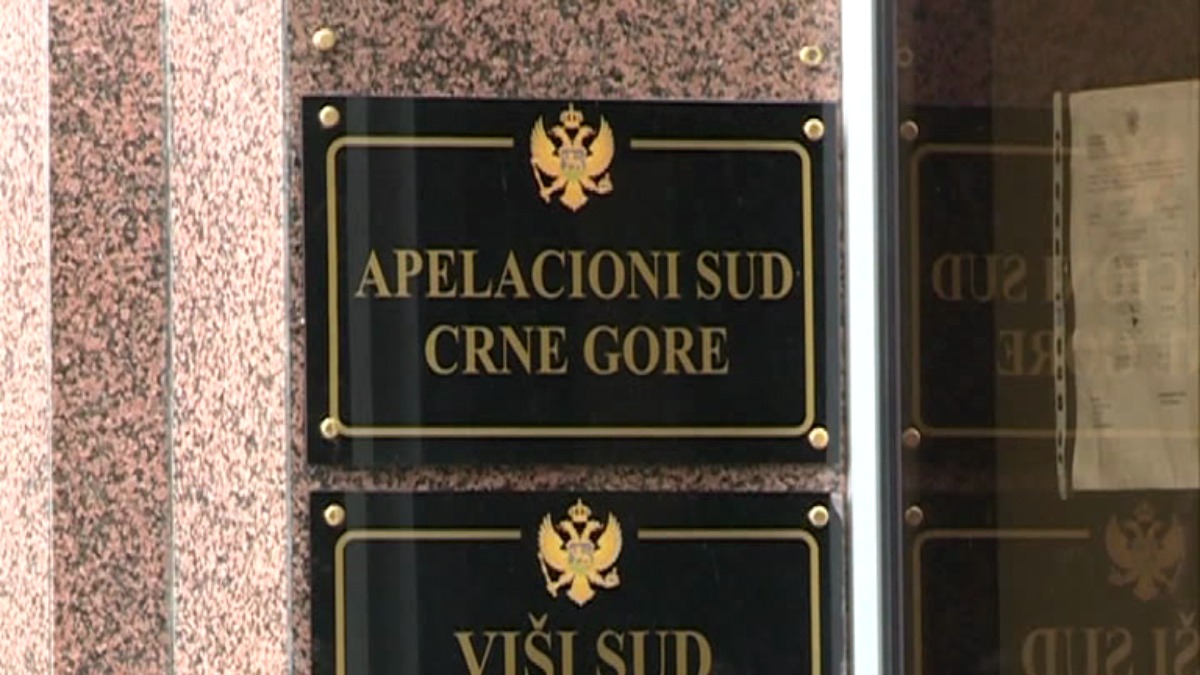 APELACIONI SUD
CRNE GORE
VIŠI SUD